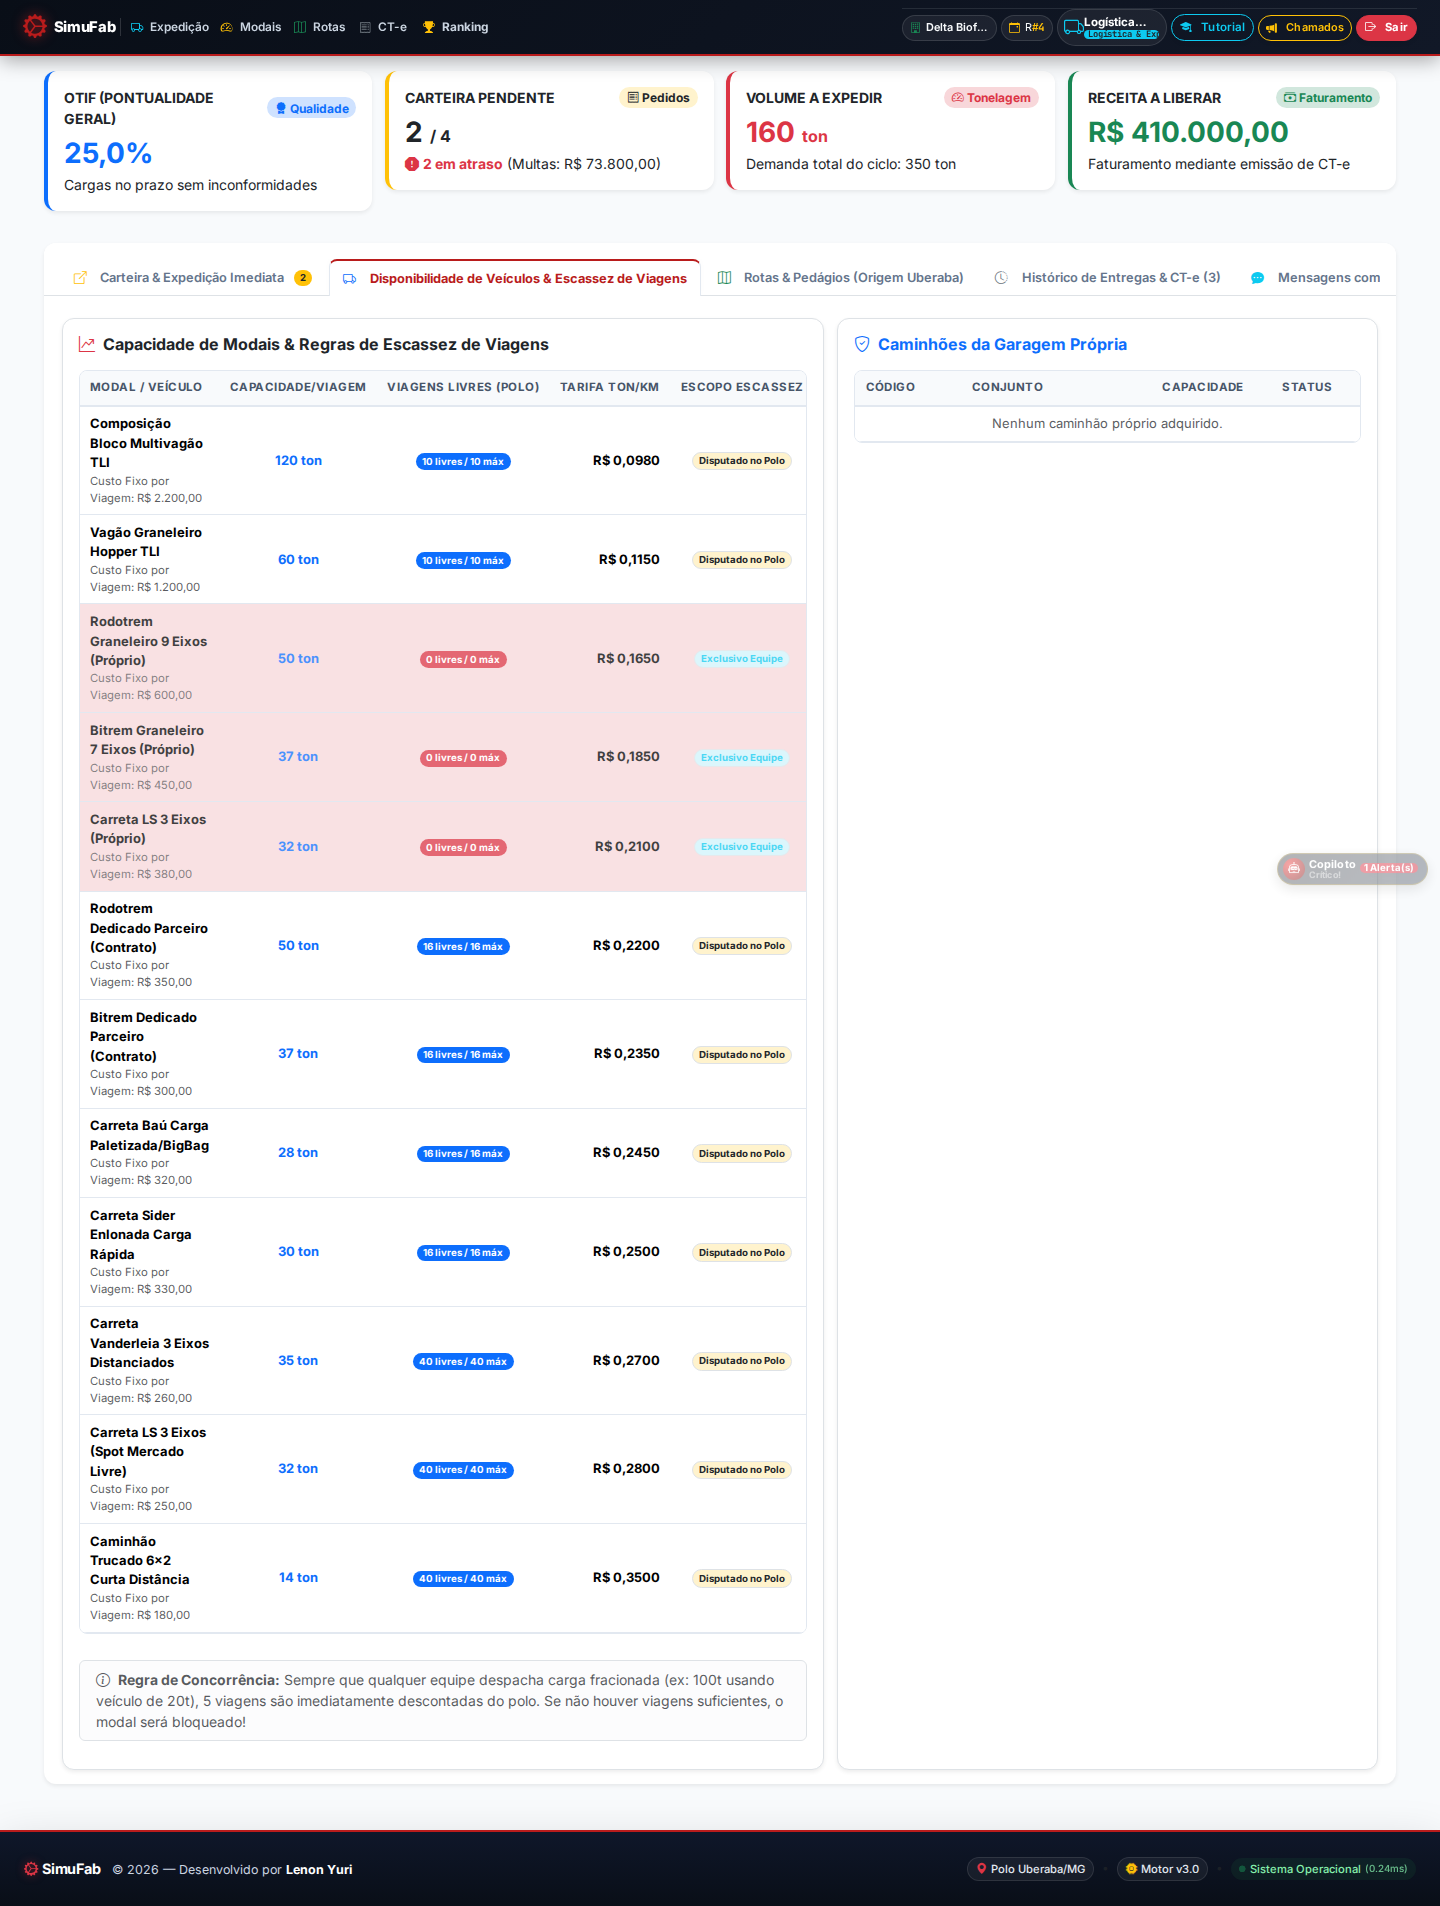 SimuFab
Expedição
Modais
Rotas
CT-e
Ranking
Delta Biof...
R#4
Logística...
Tutorial
Chamados
Sair
OTIF (PONTUALIDADE GERAL)
Qualidade
25,0%
Cargas no prazo sem inconformidades
CARTEIRA PENDENTE
Pedidos
2 / 4
2 em atraso (Multas: R$ 73.800,00)
VOLUME A EXPEDIR
Tonelagem
160 ton
Demanda total do ciclo: 350 ton
RECEITA A LIBERAR
Faturamento
R$ 410.000,00
Faturamento mediante emissão de CT-e
Carteira & Expedição Imediata 2
Disponibilidade de Veículos & Escassez de Viagens
Rotas & Pedágios (Origem Uberaba)
Histórico de Entregas & CT-e (3)
Mensagens com
Capacidade de Modais & Regras de Escassez de Viagens
MODAL / VEÍCULO CAPACIDADE/VIAGEM VIAGENS LIVRES (POLO) TARIFA TON/KM ESCOPO ESCASSEZ
Composição
Bloco Multivagão
TLI
Custo Fixo por
Viagem: R$ 2.200,00
120 ton 10 livres / 10 máx R$ 0,0980 Disputado no Polo
Vagão Graneleiro
Hopper TLI
Custo Fixo por
Viagem: R$ 1.200,00
60 ton 10 livres / 10 máx R$ 0,1150 Disputado no Polo
Rodotrem
Graneleiro 9 Eixos
(Próprio)
Custo Fixo por
Viagem: R$ 600,00
50 ton 0 livres / 0 máx R$ 0,1650 Exclusivo Equipe
Bitrem Graneleiro
7 Eixos (Próprio)
Custo Fixo por
Viagem: R$ 450,00
37 ton 0 livres / 0 máx R$ 0,1850 Exclusivo Equipe
Carreta LS 3 Eixos
(Próprio)
Custo Fixo por
Viagem: R$ 380,00
32 ton 0 livres / 0 máx R$ 0,2100 Exclusivo Equipe
Rodotrem
Dedicado Parceiro
(Contrato)
Custo Fixo por
Viagem: R$ 350,00
50 ton 16 livres / 16 máx R$ 0,2200 Disputado no Polo
Bitrem Dedicado
Parceiro
(Contrato)
Custo Fixo por
Viagem: R$ 300,00
37 ton 16 livres / 16 máx R$ 0,2350 Disputado no Polo
Carreta Baú Carga
Paletizada/BigBag
Custo Fixo por
Viagem: R$ 320,00
28 ton 16 livres / 16 máx R$ 0,2450 Disputado no Polo
Carreta Sider
Enlonada Carga
Rápida
Custo Fixo por
Viagem: R$ 330,00
30 ton 16 livres / 16 máx R$ 0,2500 Disputado no Polo
Carreta
Vanderleia 3 Eixos
Distanciados
Custo Fixo por
Viagem: R$ 260,00
35 ton 40 livres / 40 máx R$ 0,2700 Disputado no Polo
Carreta LS 3 Eixos
(Spot Mercado
Livre)
Custo Fixo por
Viagem: R$ 250,00
32 ton 40 livres / 40 máx R$ 0,2800 Disputado no Polo
Caminhão
Trucado 6×2
Curta Distância
Custo Fixo por
Viagem: R$ 180,00
14 ton 40 livres / 40 máx R$ 0,3500 Disputado no Polo
Regra de Concorrência: Sempre que qualquer equipe despacha carga fracionada (ex: 100t usando
veículo de 20t), 5 viagens são imediatamente descontadas do polo. Se não houver viagens suficientes, o
modal será bloqueado!
Caminhões da Garagem Própria
CÓDIGO CONJUNTO CAPACIDADE STATUS
Nenhum caminhão próprio adquirido.
Copiloto
Crítico!
1 Alerta(s)
SimuFab © 2026 — Desenvolvido por Lenon Yuri
Polo Uberaba/MG
Motor v3.0
Sistema Operacional (0.24ms)